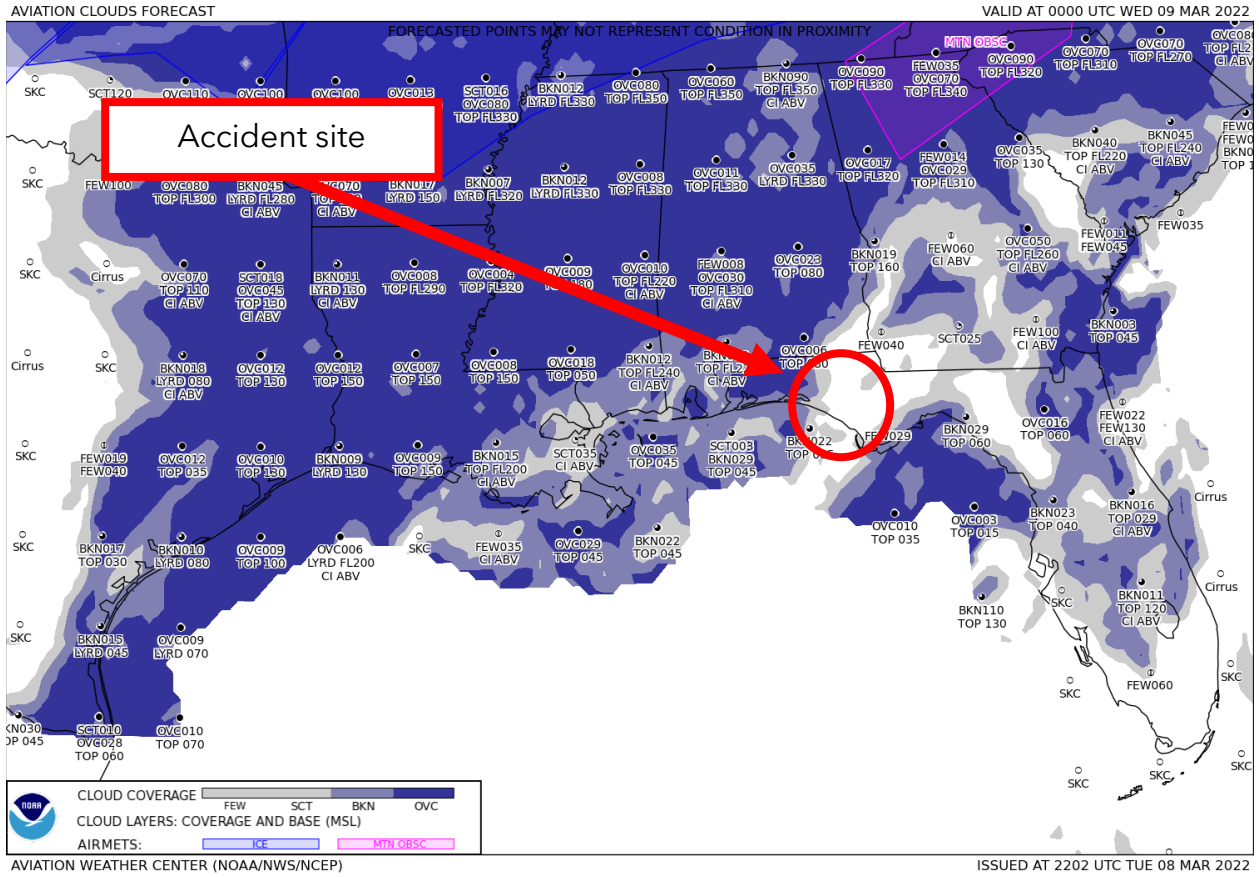 AVIATION CLOUDS FORECAST
VALID AT 0000 UTC WED 09 MAR 2022
FORECASTED POINTS MAY NOT REPRESENT CONDITION IN PROXIMITY
MTN OBSC
SKC
SCT120
OVC110
OVC100
OVC100
OVC013
SCT016
OVC080
TOP FL330
BKN012
LYRD FL330
OVC080
TOP FL350
OVC060
TOP FL350
BKN090
TOP FL350
CI ABV
OVC090
TOP FL330
FEW035
OVC070
TOP FL340
OVC090
TOP FL320
OVC070
TOP FL310
OVC070
TOP FL270
CI ABV
Accident site
SKC
FEW100
OVC080
TOP FL300
BKN045
LYRD FL280
CI ABV
OVC070
CI ABV
BKN017
LYRD 150
BKN007
LYRD FL320
BKN012
LYRD FL330
OVC008
TOP FL330
OVC011
TOP FL330
OVC035
LYRD FL330
OVC017
TOP FL320
FEW014
OVC029
TOP FL310
OVC035
TOP 130
BKN040
TOP FL220
CI ABV
BKN045
TOP FL240
CI ABV
SKC
Cirrus
OVC070
TOP 110
CI ABV
SCT018
OVC045
TOP 130
CI ABV
BKN011
LYRD 130
CI ABV
OVC008
TOP FL290
OVC004
TOP FL320
OVC009
OVC010
TOP FL220
CI ABV
FEW008
OVC030
TOP FL310
CI ABV
OVC023
TOP 080
BKN019
TOP 160
FEW060
CI ABV
OVC050
TOP FL260
CI ABV
FEW011
FEW045
FEW035
Cirrus
SKC
BKN018
LYRD 080
CI ABV
OVC012
TOP 130
OVC012
TOP 150
OVC007
TOP 150
OVC008
TOP 150
OVC018
TOP 050
BKN012
TOP FL240
CI ABV
CI ABV
OVC006
FEW040
SCT025
FEW100
CI ABV
BKN003
TOP 045
SKC
FEW019
FEW040
OVC012
TOP 035
OVC010
TOP 130
BKN009
LYRD 130
OVC009
TOP 150
BKN015
TOP FL200
CI ABV
SCT035
CI ABV
OVC035
TOP 045
SCT003
BKN029
TOP 045
BKN022
FEW029
BKN029
TOP 060
OVC016
TOP 060
FEW022
FEW130
CI ABV
SKC
BKN017
TOP 030
BKN010
LYRD 080
OVC009
TOP 100
OVC006
LYRD FL200
CI ABV
SKC
FEW035
CI ABV
OVC029
TOP 045
BKN022
TOP 045
OVC010
TOP 035
OVC003
TOP 015
BKN023
TOP 040
BKN016
TOP 029
CI ABV
Cirrus
SKC
BKN015
LYRD 045
OVC009
LYRD 070
BKN110
TOP 130
SKC
BKN011
TOP 120
CI ABV
Cirrus
SCT010
OVC028
TOP 060
OVC010
TOP 070
SKC
FEW060
SKC
SKC
SKC
SKC
NOAA
CLOUD COVERAGE
FEW SCT BKN OVC
CLOUD LAYERS: COVERAGE AND BASE (MSL)
AIRMETS: ICE MTN OBSC
AVIATION WEATHER CENTER (NOAA/NWS/NCEP)
ISSUED AT 2202 UTC TUE 08 MAR 2022